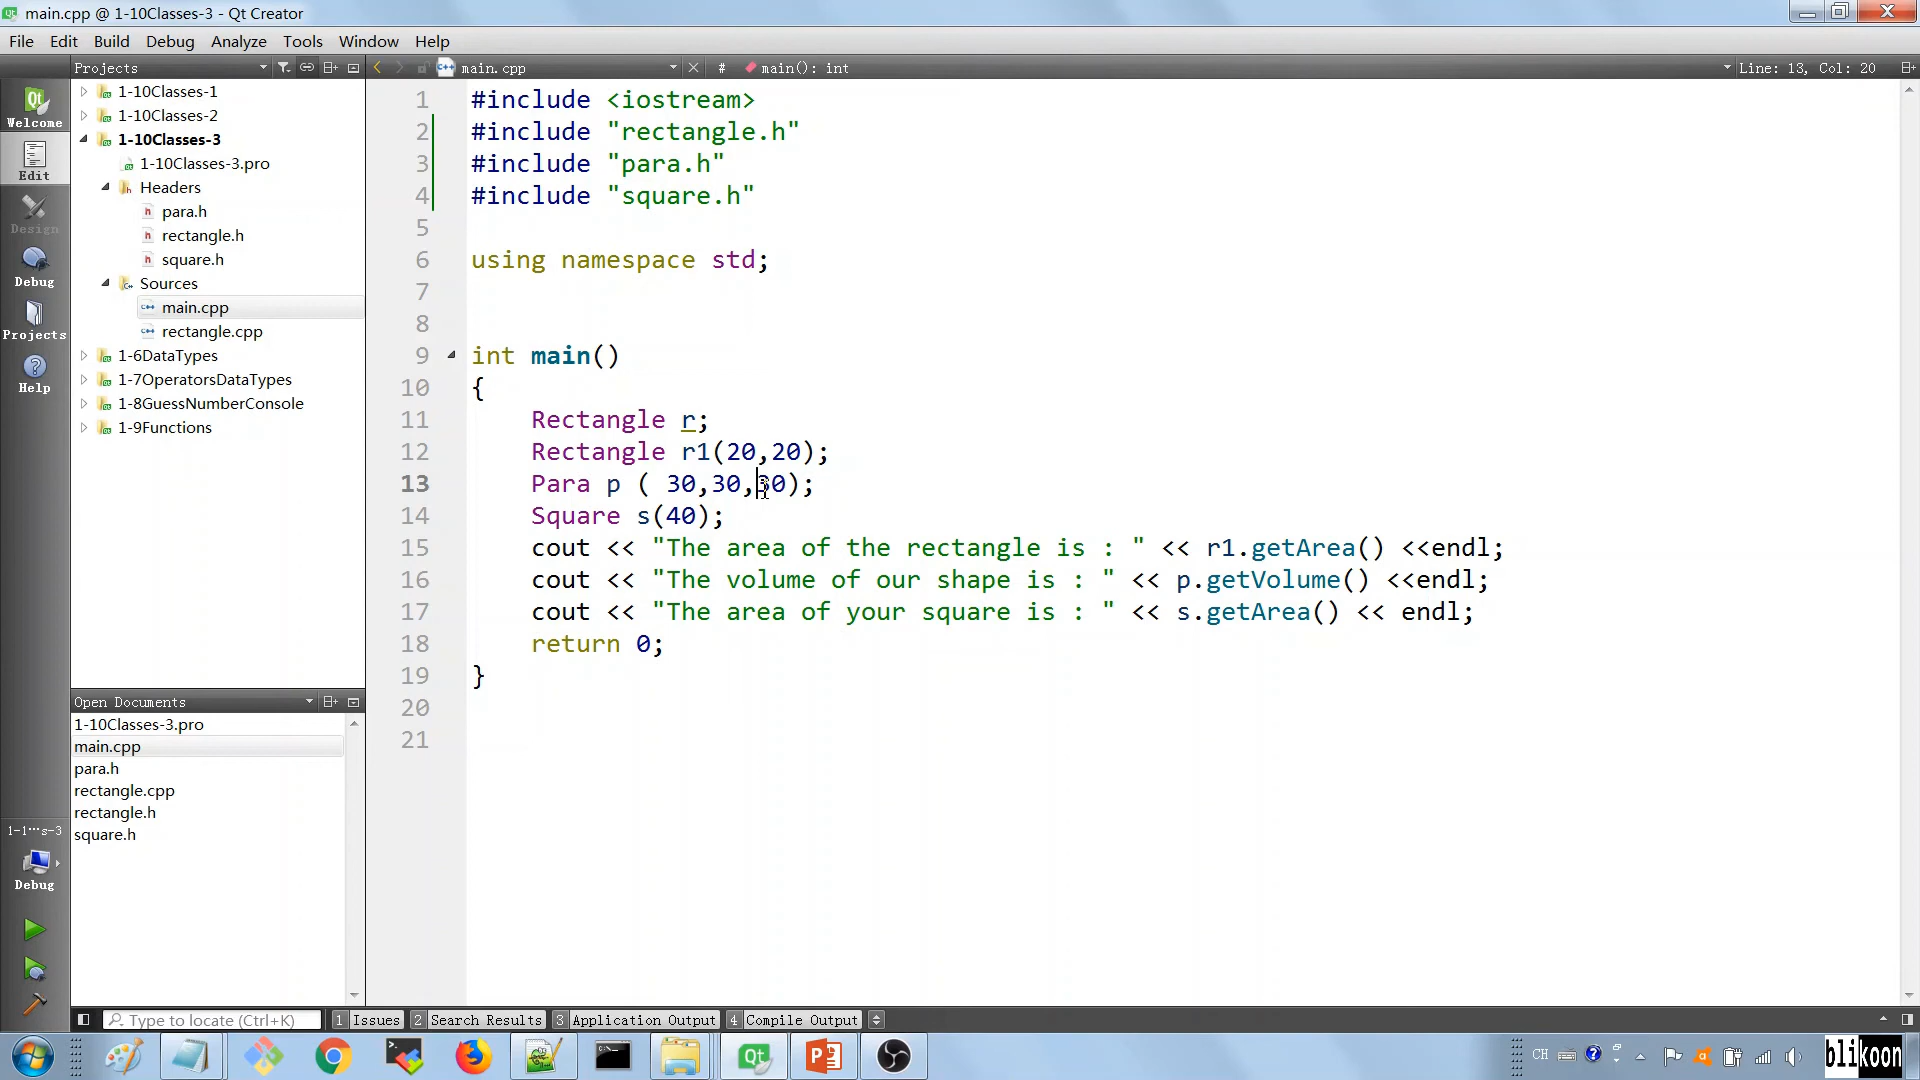 main.cpp @ 1-10Classes-3 - Qt Creator
File Edit Build Debug Analyze Tools Window Help
Projects main.cpp # main(): int Line: 13, Col: 20
Welcome
Edit
Design
Debug
Projects
Help
1-10Classes-1
1-10Classes-2
1-10Classes-3
1-10Classes-3.pro
Headers
para.h
rectangle.h
square.h
Sources
main.cpp
rectangle.cpp
1-6DataTypes
1-7OperatorsDataTypes
1-8GuessNumberConsole
1-9Functions
Open Documents
1-10Classes-3.pro
main.cpp
para.h
rectangle.cpp
rectangle.h
square.h
1-1···s-3
Debug
1 #include <iostream>
2 #include "rectangle.h"
3 #include "para.h"
4 #include "square.h"
5
6 using namespace std;
7
8
9 int main()
10 {
11 Rectangle r;
12 Rectangle r1(20,20);
13 Para p ( 30,30,30);
14 Square s(40);
15 cout << "The area of the rectangle is : " << r1.getArea() <<endl;
16 cout << "The volume of our shape is : " << p.getVolume() <<endl;
17 cout << "The area of your square is : " << s.getArea() << endl;
18 return 0;
19 }
20
21
Type to locate (Ctrl+K) 1 Issues 2 Search Results 3 Application Output 4 Compile Output
CH
blikoon